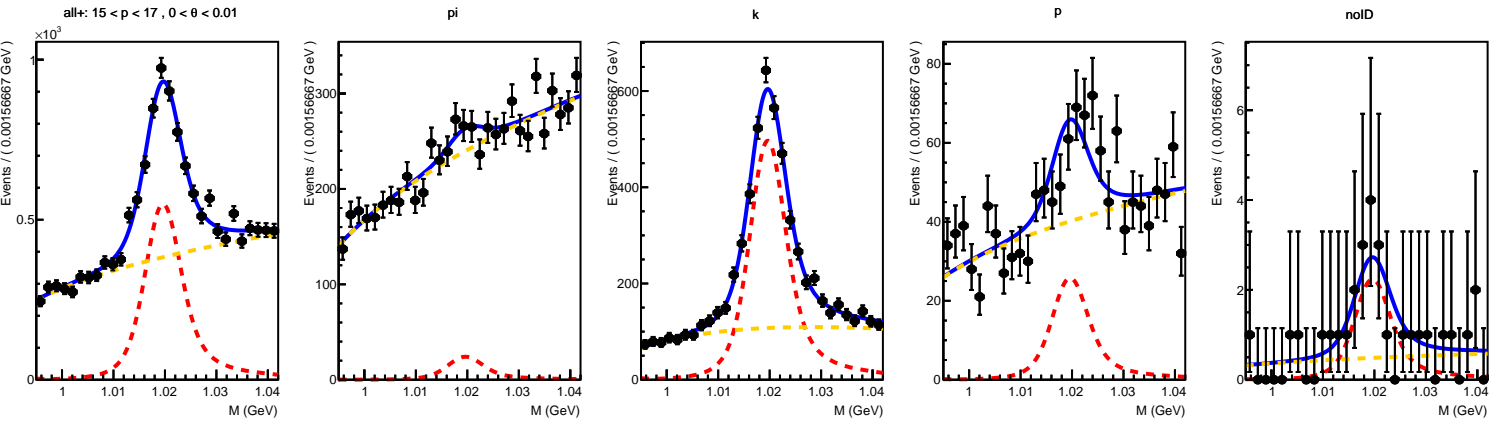 all+: 15 < p < 17 , 0 < θ < 0.01
×10³
Events / ( 0.00156667 GeV )
1
0.5
0
1 1.01 1.02 1.03 1.04
M (GeV)
pi
Events / ( 0.00156667 GeV )
300
200
100
0
1 1.01 1.02 1.03 1.04
M (GeV)
k
Events / ( 0.00156667 GeV )
600
400
200
0
1 1.01 1.02 1.03 1.04
M (GeV)
p
Events / ( 0.00156667 GeV )
80
60
40
20
0
1 1.01 1.02 1.03 1.04
M (GeV)
noID
Events / ( 0.00156667 GeV )
6
4
2
0
1 1.01 1.02 1.03 1.04
M (GeV)